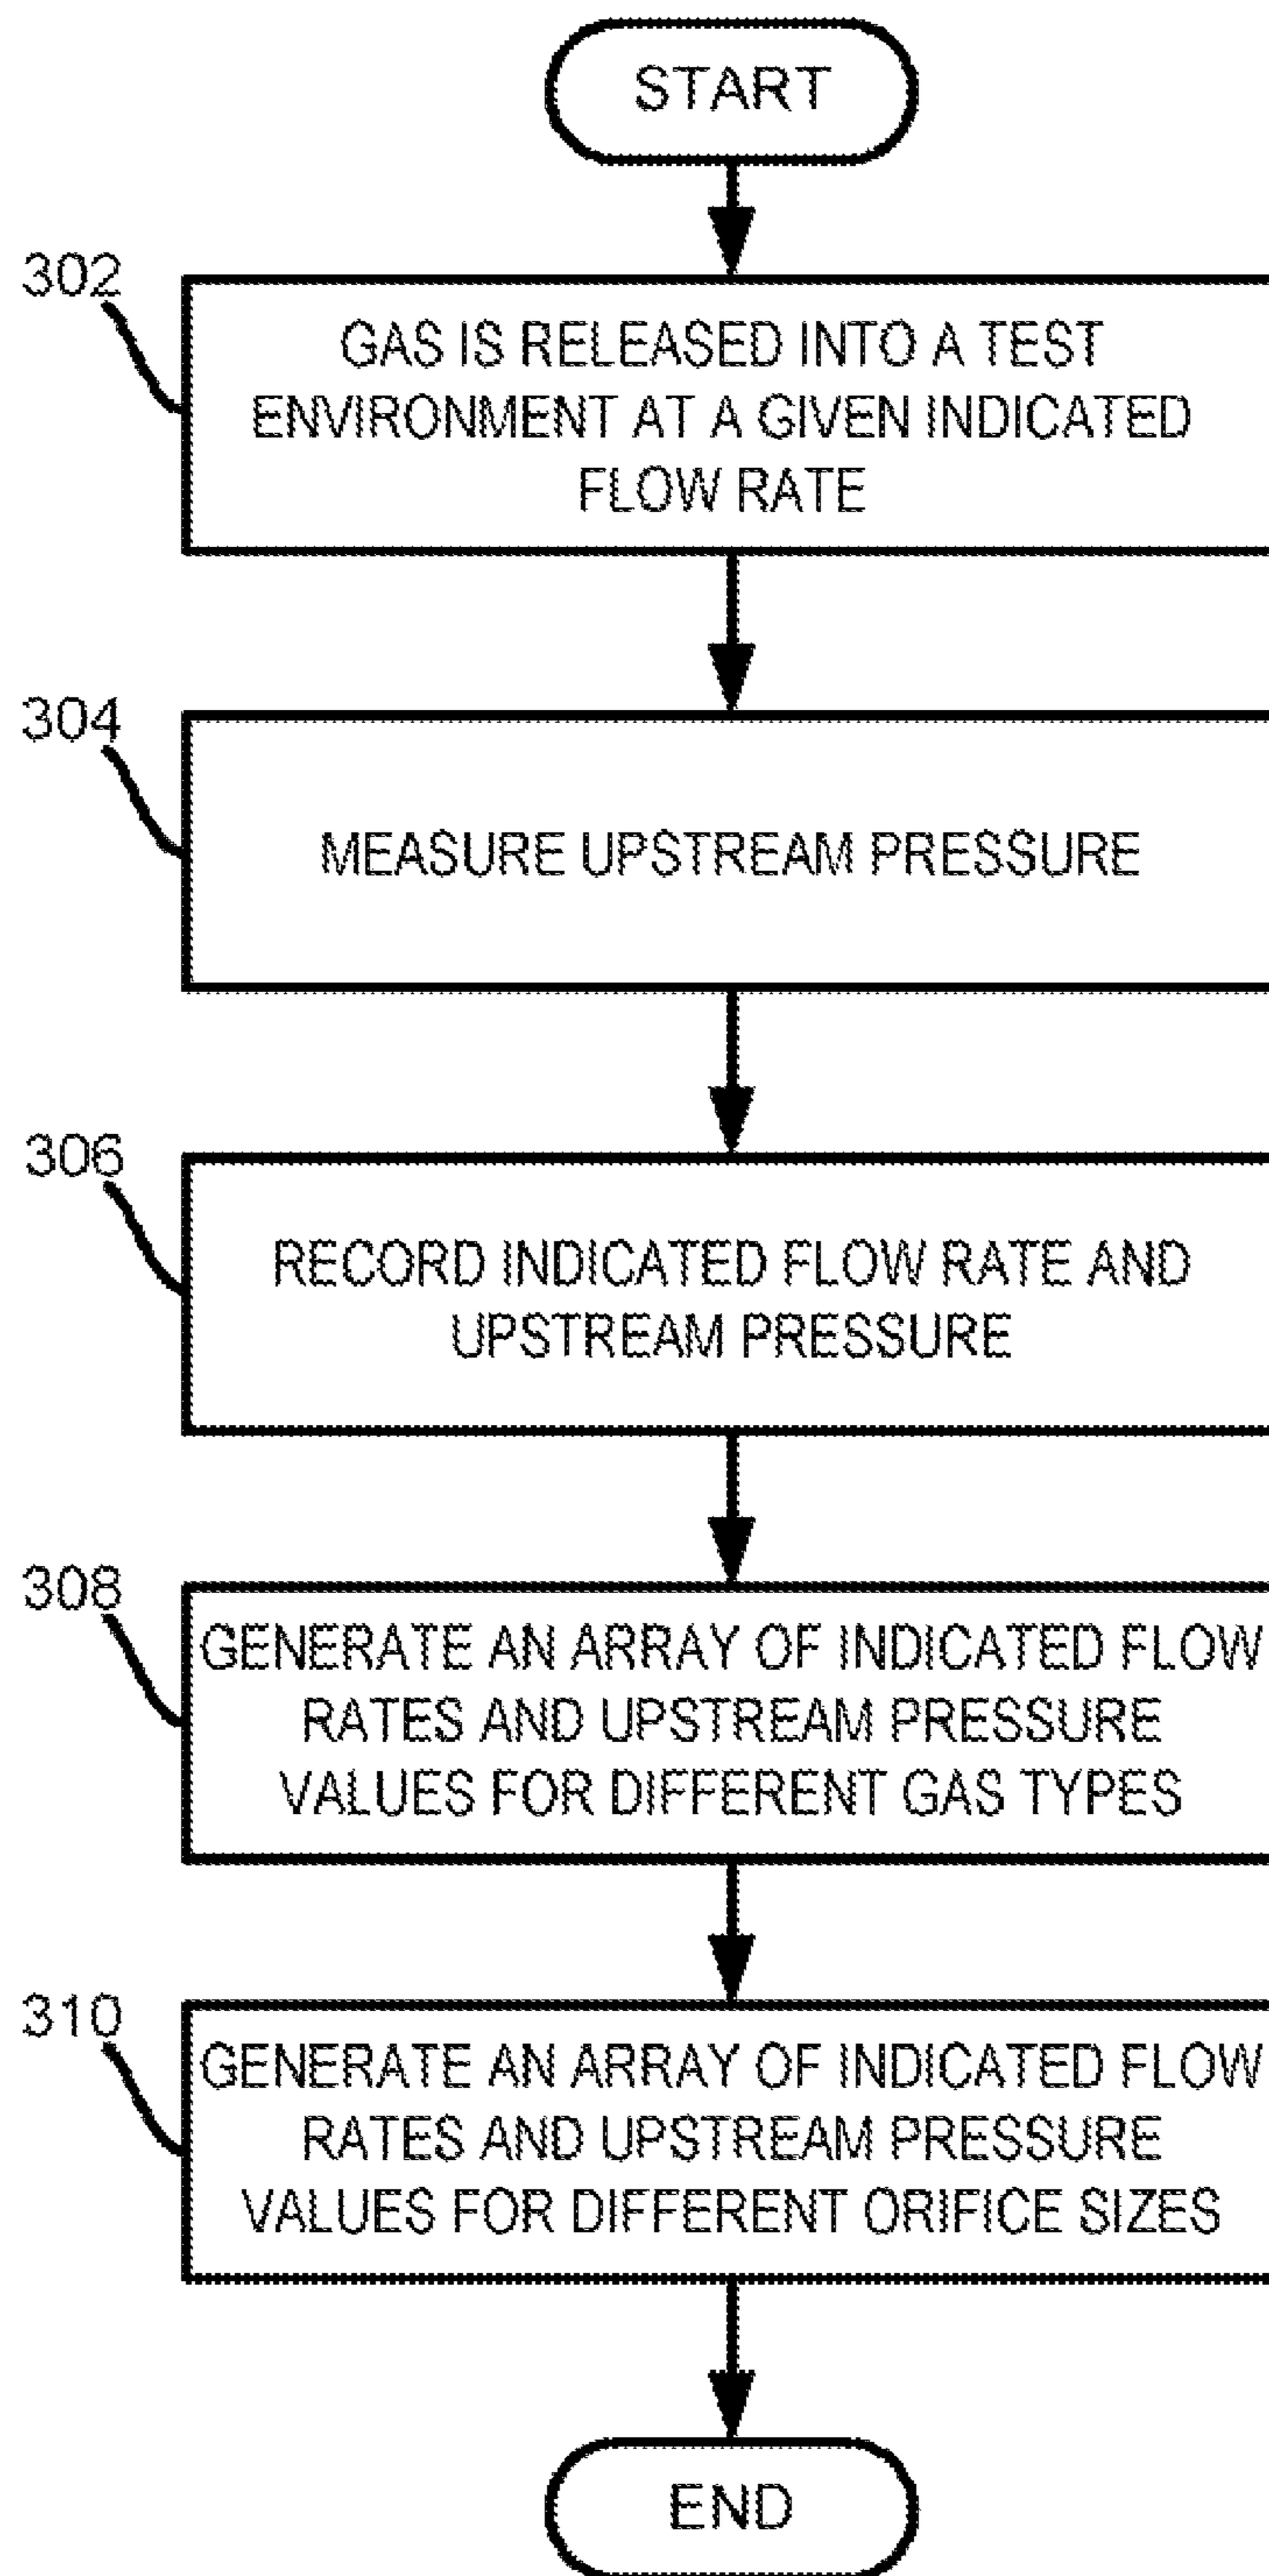 START
302
GAS IS RELEASED INTO A TEST
ENVIRONMENT AT A GIVEN INDICATED
FLOW RATE
304
MEASURE UPSTREAM PRESSURE
306
RECORD INDICATED FLOW RATE AND
UPSTREAM PRESSURE
308
GENERATE AN ARRAY OF INDICATED FLOW
RATES AND UPSTREAM PRESSURE
VALUES FOR DIFFERENT GAS TYPES
310
GENERATE AN ARRAY OF INDICATED FLOW
RATES AND UPSTREAM PRESSURE
VALUES FOR DIFFERENT ORIFICE SIZES
END